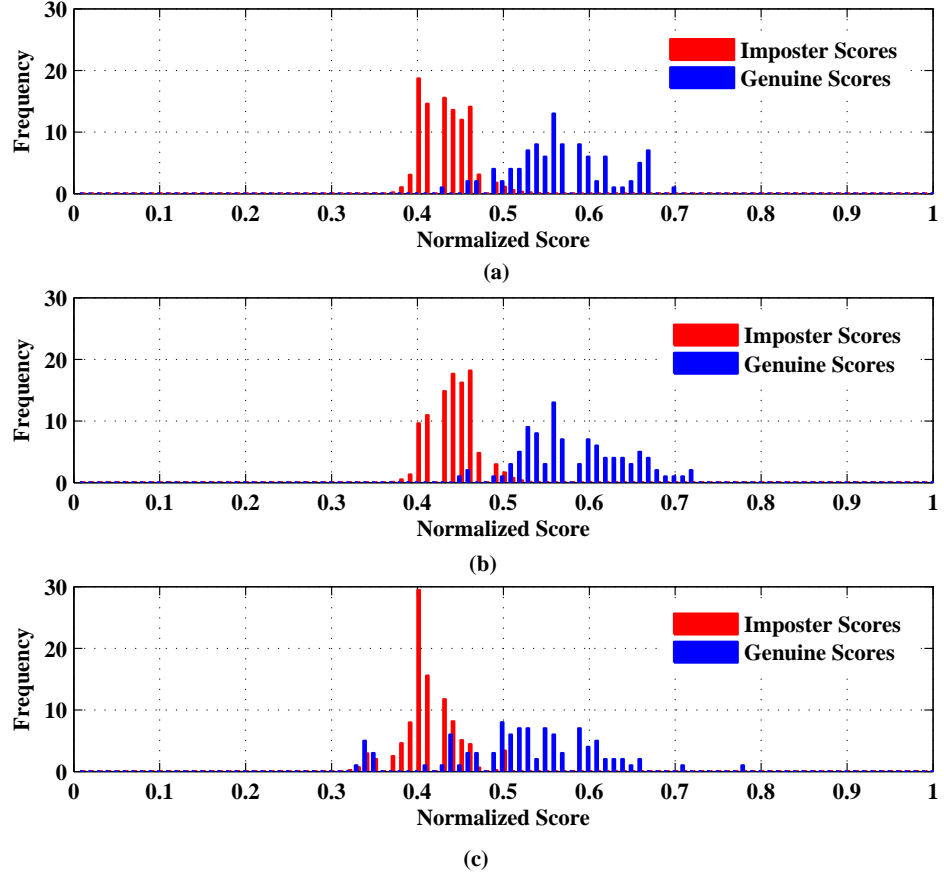 30
20
10
0
Frequency
Imposter Scores
Genuine Scores
0 0.1 0.2 0.3 0.4 0.5 0.6 0.7 0.8 0.9 1
Normalized Score
(a)
30
20
10
0
Frequency
Imposter Scores
Genuine Scores
0 0.1 0.2 0.3 0.4 0.5 0.6 0.7 0.8 0.9 1
Normalized Score
(b)
30
20
10
0
Frequency
Imposter Scores
Genuine Scores
0 0.1 0.2 0.3 0.4 0.5 0.6 0.7 0.8 0.9 1
Normalized Score
(c)